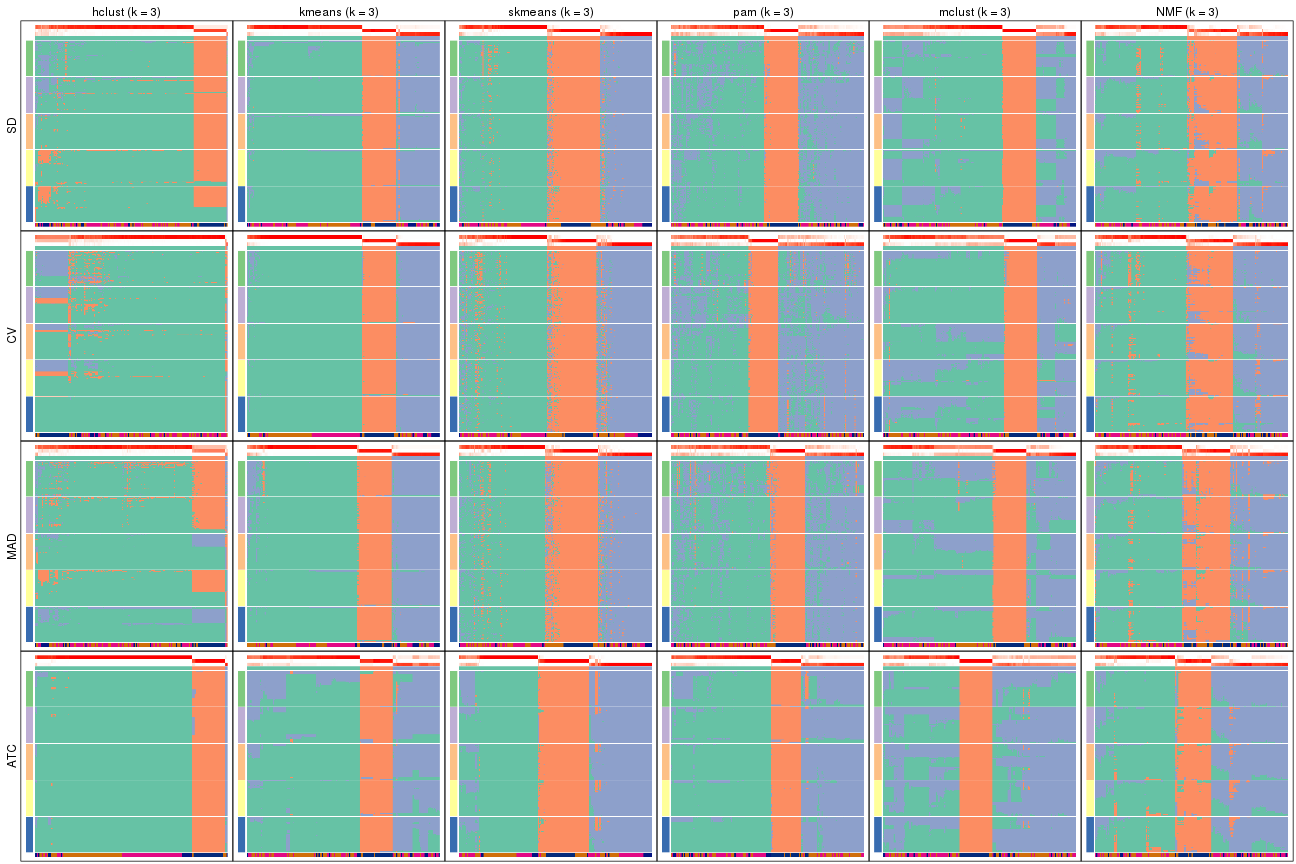 hclust (k = 3) kmeans (k = 3) skmeans (k = 3) pam (k = 3) mclust (k = 3) NMF (k = 3)
SD
CV
MAD
ATC